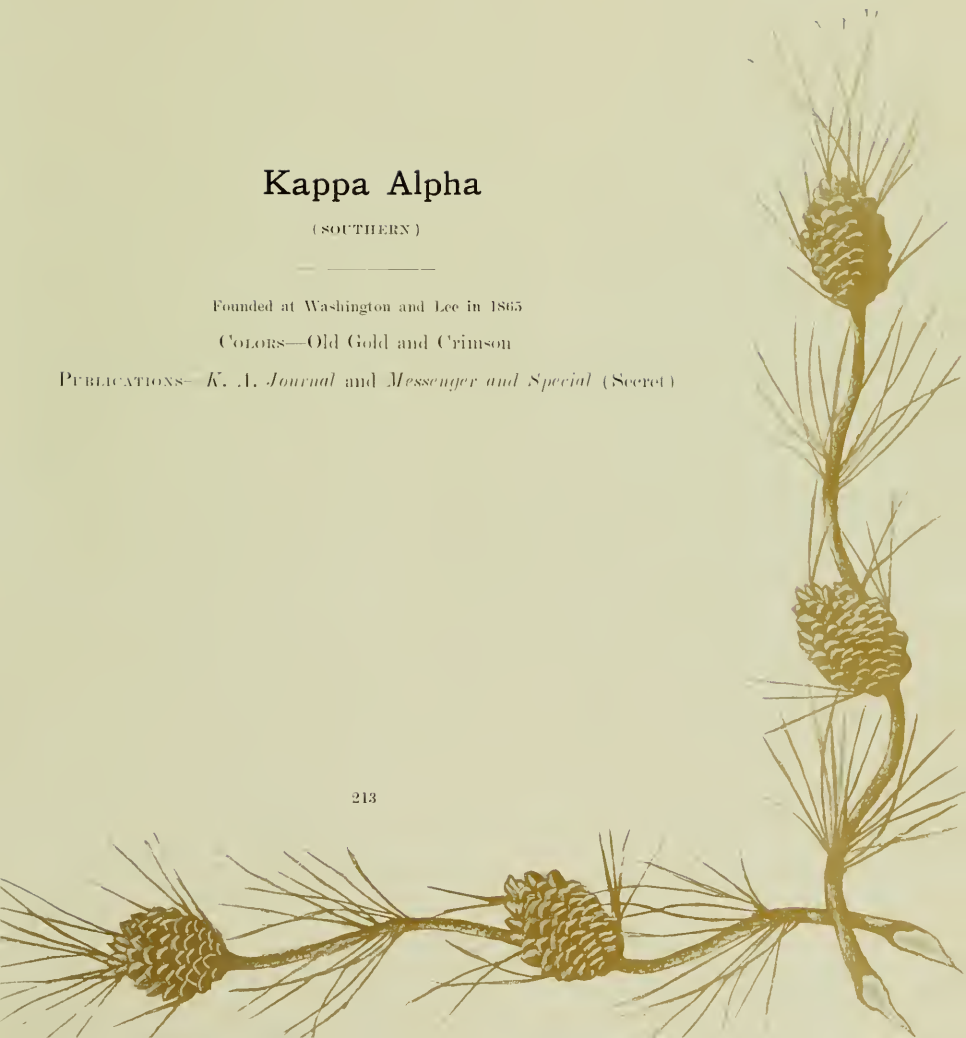 Kappa Alpha
(SOUTHERN)
Founded at Washington and Lee in 1865
COLORS—Old Gold and Crimson
PUBLICATIONS—K. A. Journal and Messenger and Special (Secret)
213